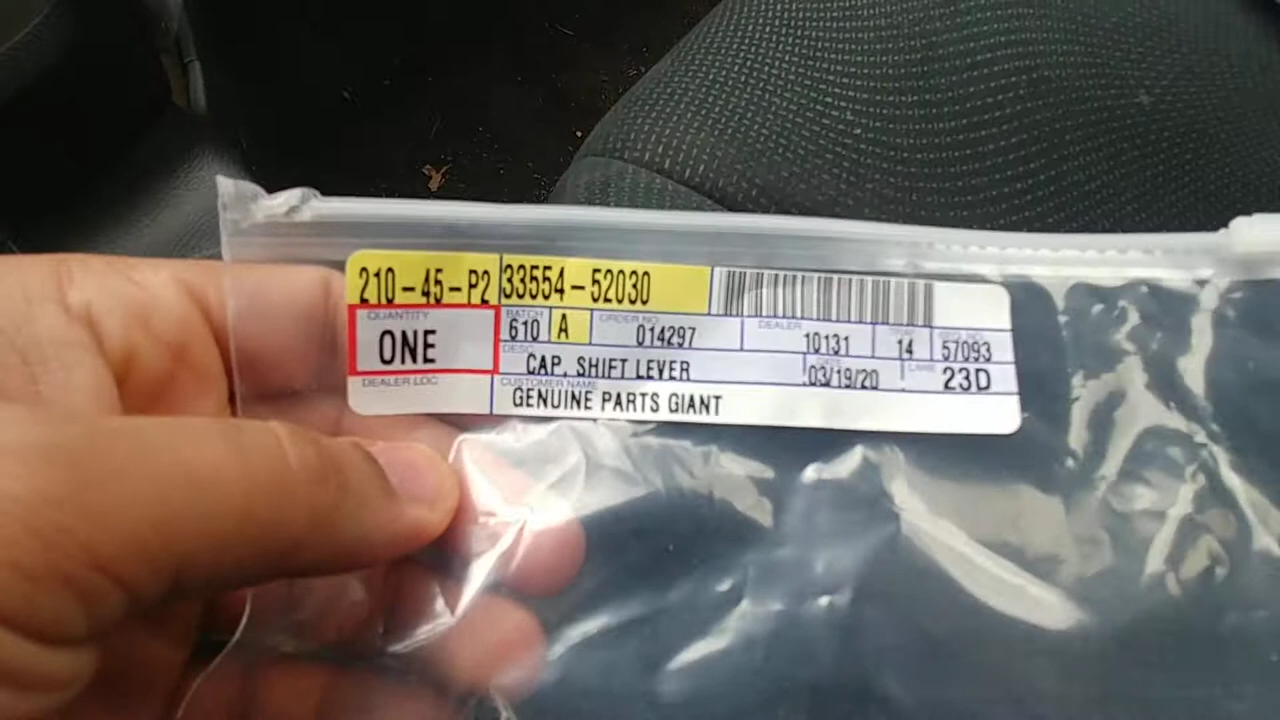 210-45-P2 33554-52030
QUANTITY BATCH ORDER NO DEALER TRAY SEQ. NO.
ONE 610 A 014297 10131 14 57093
DESC DATE LANE
CAP, SHIFT LEVER 03/19/20 23D
DEALER LOC CUSTOMER NAME
GENUINE PARTS GIANT